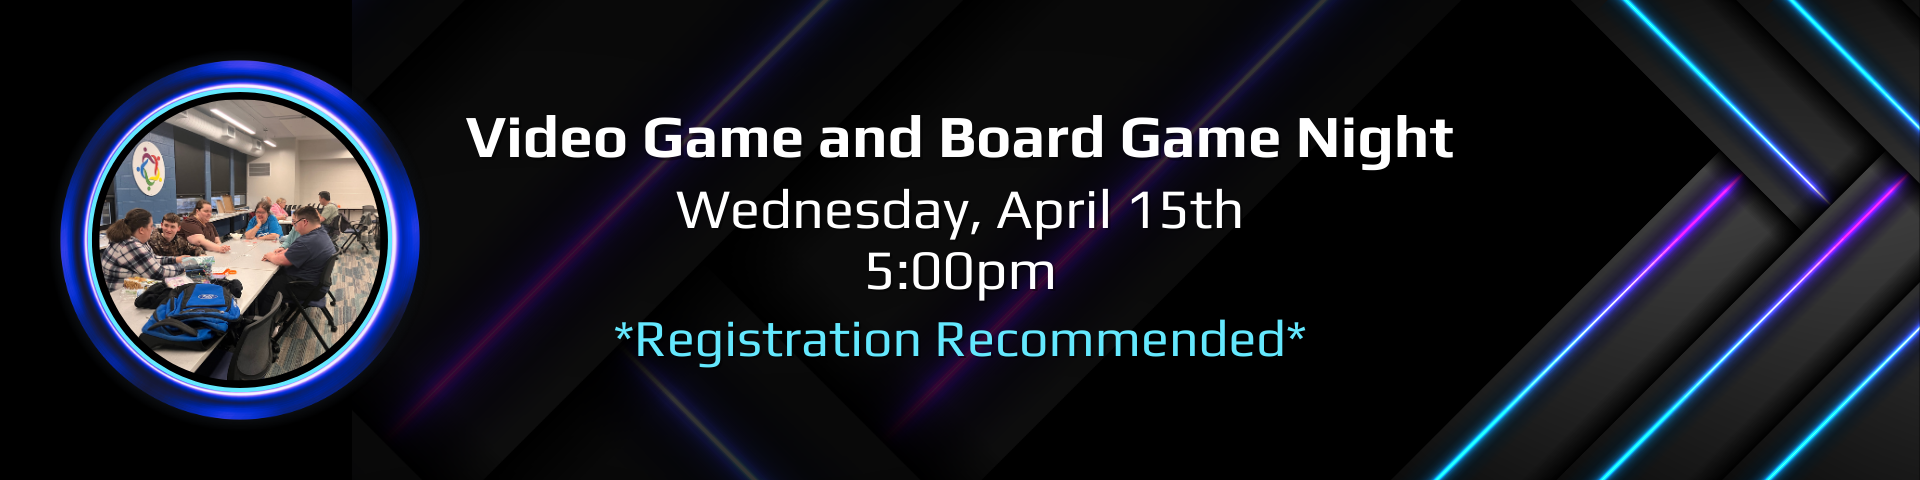 Video Game and Board Game Night
Wednesday, April 15th
5:00pm
*Registration Recommended*